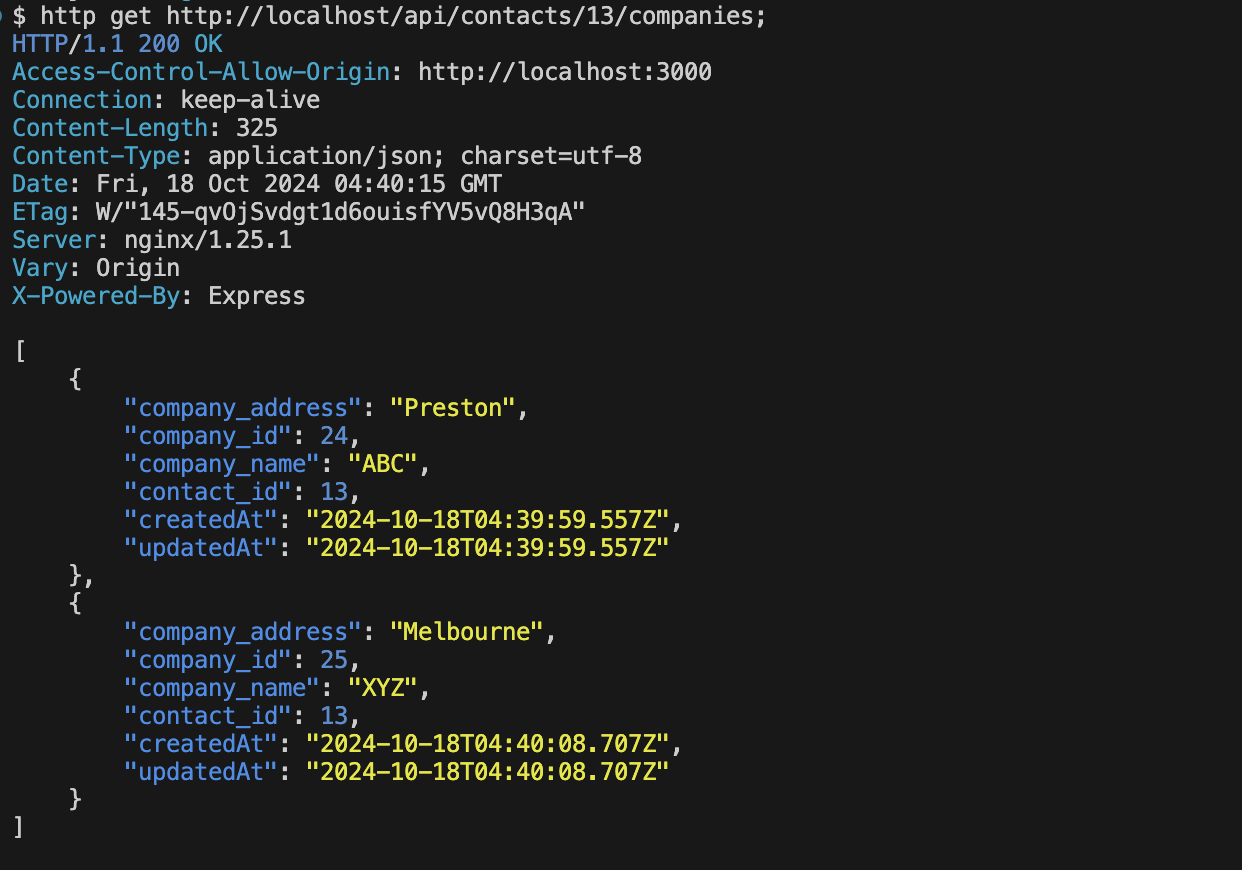 $ http get http://localhost/api/contacts/13/companies;
HTTP/1.1 200 OK
Access-Control-Allow-Origin: http://localhost:3000
Connection: keep-alive
Content-Length: 325
Content-Type: application/json; charset=utf-8
Date: Fri, 18 Oct 2024 04:40:15 GMT
ETag: W/"145-qvOjSvdgt1d6ouisfYV5vQ8H3qA"
Server: nginx/1.25.1
Vary: Origin
X-Powered-By: Express

[
    {
        "company_address": "Preston",
        "company_id": 24,
        "company_name": "ABC",
        "contact_id": 13,
        "createdAt": "2024-10-18T04:39:59.557Z",
        "updatedAt": "2024-10-18T04:39:59.557Z"
    },
    {
        "company_address": "Melbourne",
        "company_id": 25,
        "company_name": "XYZ",
        "contact_id": 13,
        "createdAt": "2024-10-18T04:40:08.707Z",
        "updatedAt": "2024-10-18T04:40:08.707Z"
    }
]